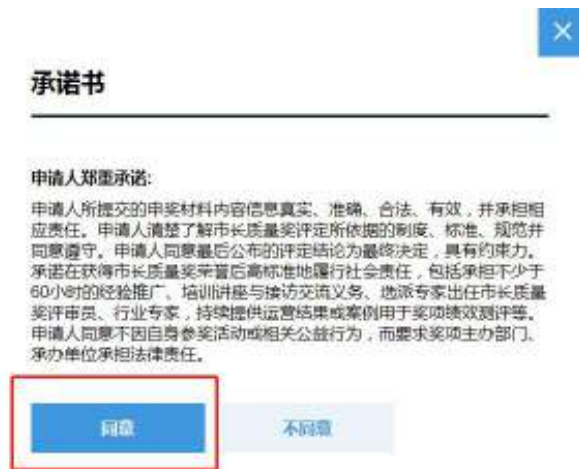 承诺书
申请人郑重承诺:
申请人所提交的申奖材料内容信息真实、准确、合法、有效，并承担相
应责任。申请人清楚了解市长质量奖评定所依据的制度、标准、规范并
同意遵守。申请人同意最后公布的评定结论为最终决定，具有约束力。
承诺在获得市长质量奖荣誉后高标准地履行社会责任，包括承担不少于
60小时的经验推广、培训讲座与接访交流义务、选派专家出任市长质量
奖评审员、行业专家，持续提供运营结果或案例用于奖项绩效测评等。
申请人同意不因自身参奖活动或相关公益行为，而要求奖项主办部门、
承办单位承担法律责任。
同意 不同意